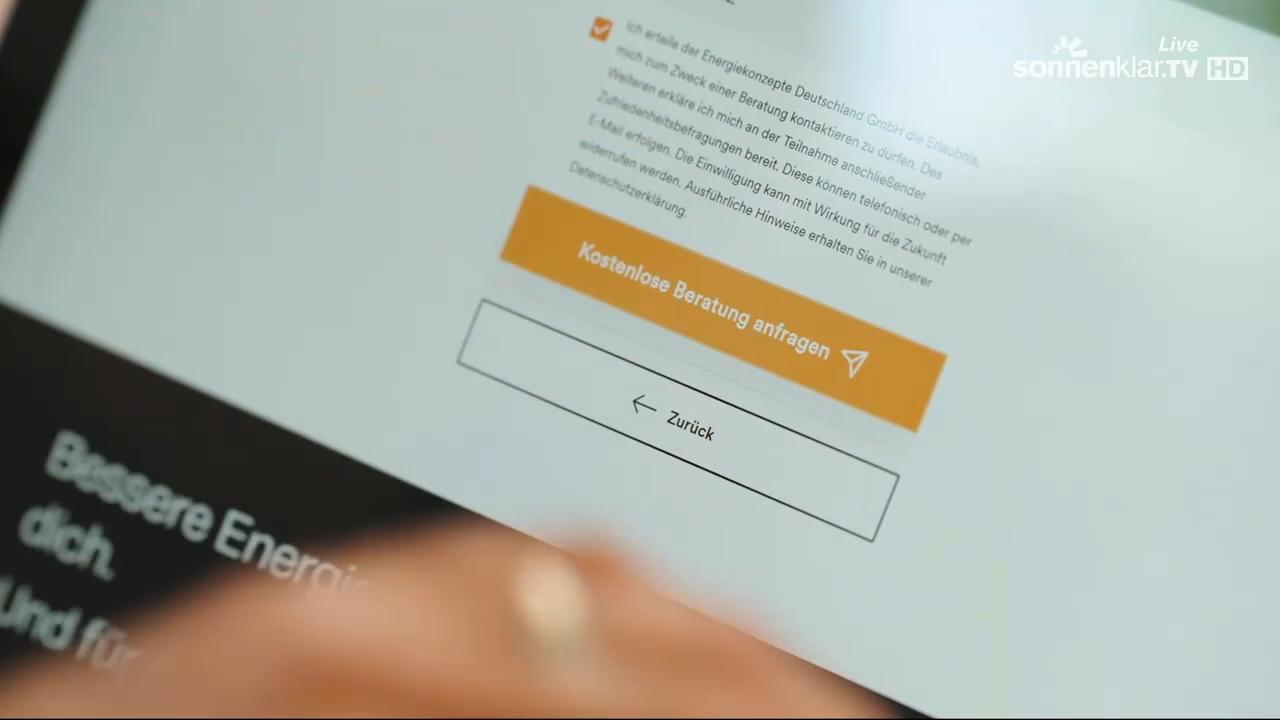 Live
sonnenklar.TV HD
Ich erteile der Energiekonzepte Deutschland GmbH die Erlaubnis,
mich zum Zweck einer Beratung kontaktieren zu dürfen. Des
Weiteren erkläre ich mich an der Teilnahme anschließender
Zufriedenheitsbefragungen bereit. Diese können telefonisch oder per
E-Mail erfolgen. Die Einwilligung kann mit Wirkung für die Zukunft
widerrufen werden. Ausführliche Hinweise erhalten Sie in unserer
Datenschutzerklärung.
Kostenlose Beratung anfragen
← Zurück
Bessere Energie
dich.
Und für